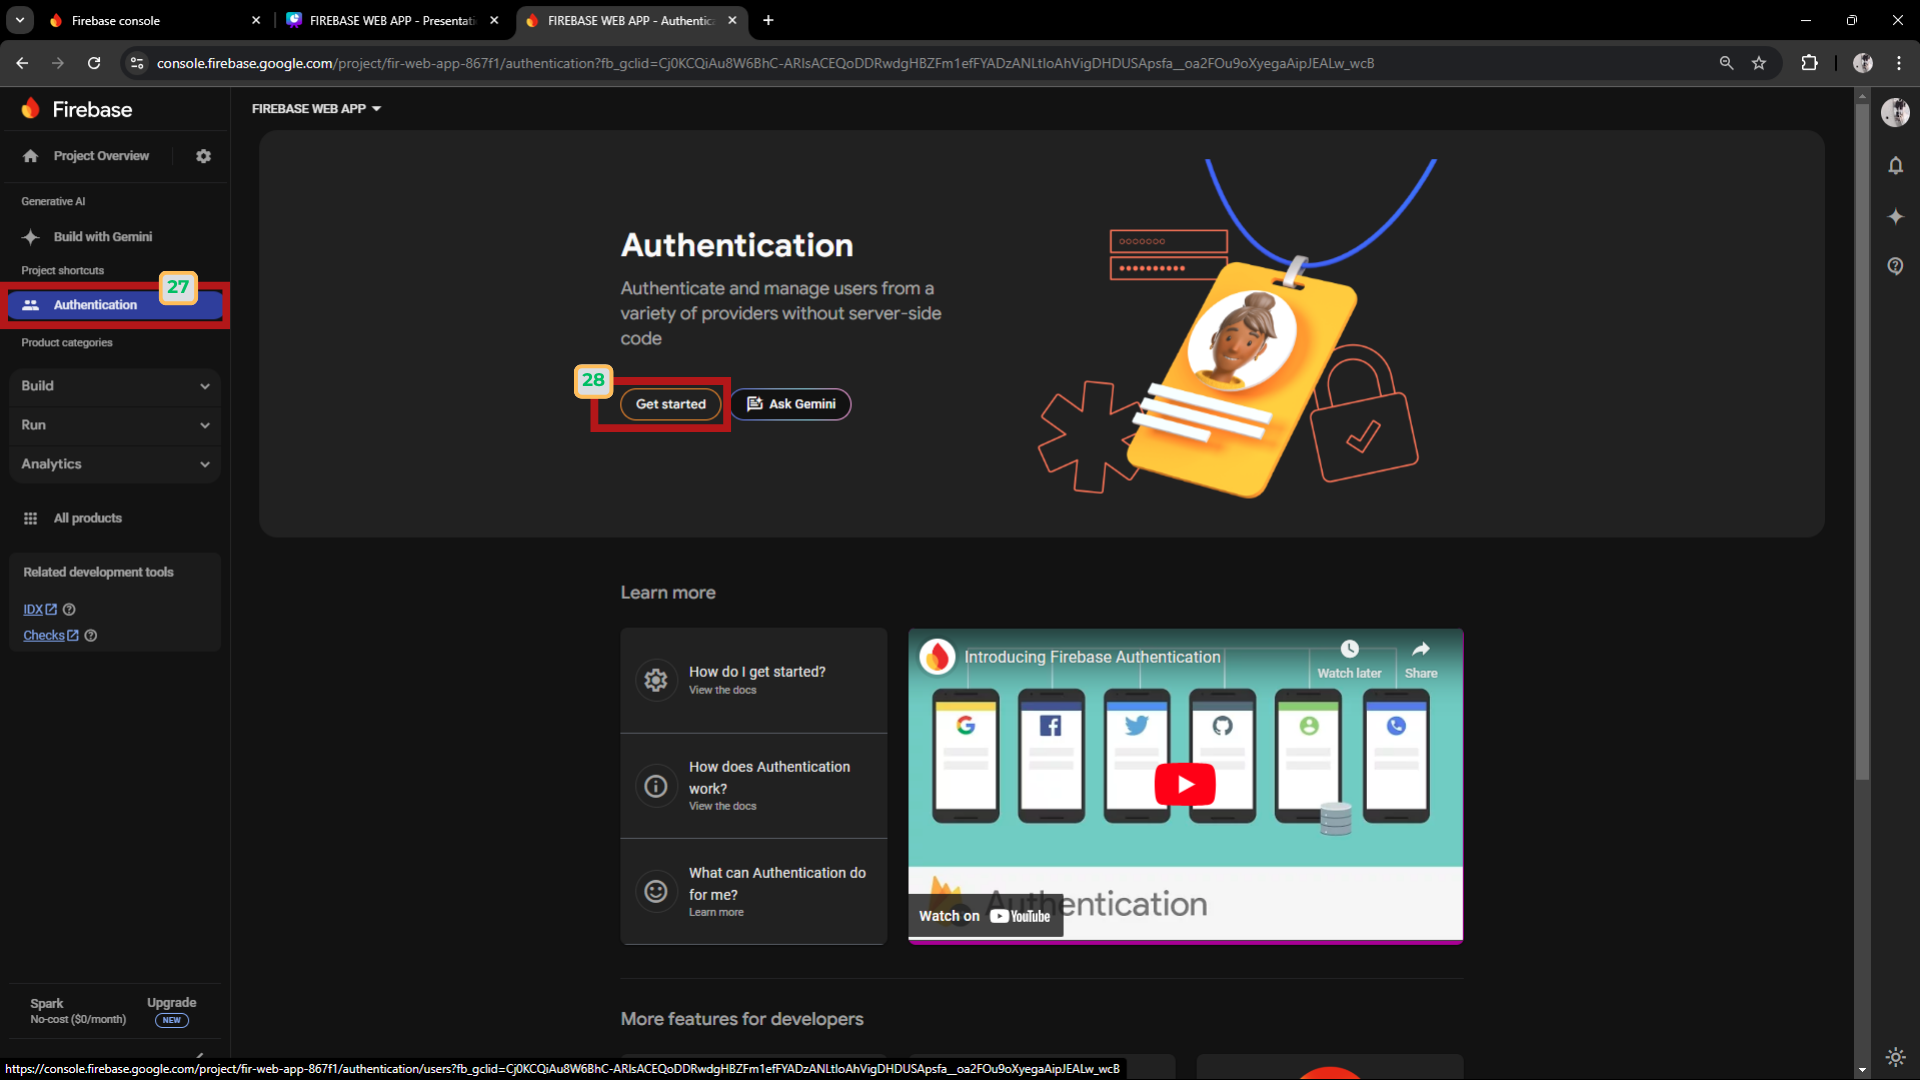 Firebase console
FIREBASE WEB APP - Presentati
FIREBASE WEB APP - Authentic
console.firebase.google.com/project/fir-web-app-867f1/authentication?fb_gclid=Cj0KCQiAu8W6BhC-ARIsACEQoDDRwdgHBZFm1efFYADzANLtIoAhVigDHDUSApsfa__oa2FOu9oXyegaAipJEALw_wcB
Firebase
FIREBASE WEB APP
Project Overview
Generative AI
Build with Gemini
Project shortcuts
27
Authentication
Product categories
Build
Run
Analytics
All products
Related development tools
IDX
Checks
Spark
No-cost ($0/month)
Upgrade
NEW
Authentication
Authenticate and manage users from a
variety of providers without server-side
code
28
Get started
Ask Gemini
Learn more
How do I get started?
View the docs
How does Authentication
work?
View the docs
What can Authentication do
for me?
Learn more
Introducing Firebase Authentication
Watch later
Share
Authentication
Watch on YouTube
More features for developers
https://console.firebase.google.com/project/fir-web-app-867f1/authentication/users?fb_gclid=Cj0KCQiAu8W6BhC-ARIsACEQoDDRwdgHBZFm1efFYADzANLtIoAhVigDHDUSApsfa__oa2FOu9oXyegaAipJEALw_wcB